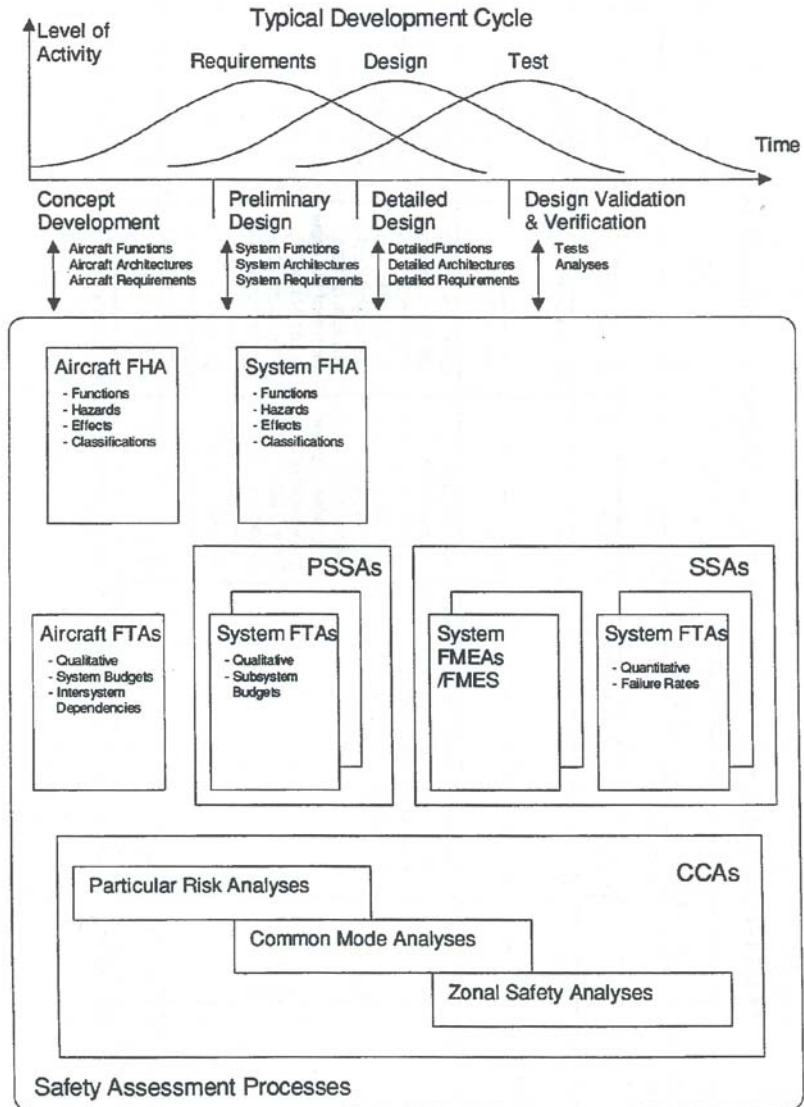 Typical Development Cycle
Level of
Activity
Requirements
Design
Test
Time
Concept
Development
Preliminary
Design
Detailed
Design
Design Validation
& Verification
Aircraft Functions
Aircraft Architectures
Aircraft Requirements
System Functions
System Architectures
System Requirements
DetailedFunctions
Detailed Architectures
Detailed Requirements
Tests
Analyses
Aircraft FHA
- Functions
- Hazards
- Effects
- Classifications
System FHA
- Functions
- Hazards
- Effects
- Classifications
PSSAs
SSAs
Aircraft FTAs
- Qualitative
- System Budgets
- Intersystem
Dependencies
System FTAs
- Qualitative
- Subsystem
Budgets
System
FMEAs
/FMES
System FTAs
- Quantitative
- Failure Rates
CCAs
Particular Risk Analyses
Common Mode Analyses
Zonal Safety Analyses
Safety Assessment Processes